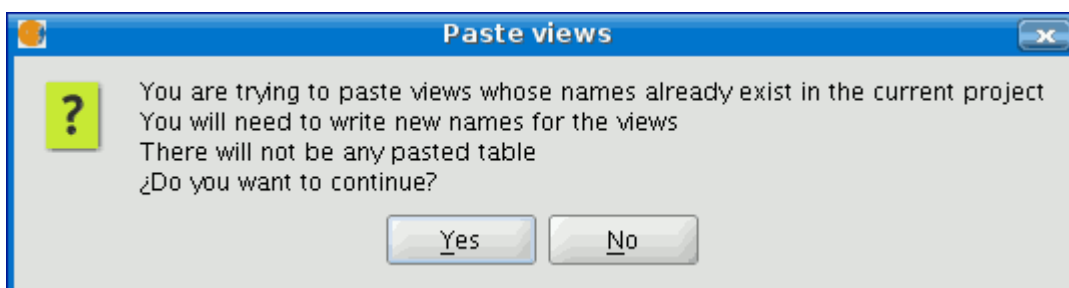 Paste views
You are trying to paste views whose names already exist in the current project
You will need to write new names for the views
There will not be any pasted table
¿Do you want to continue?
Yes
No